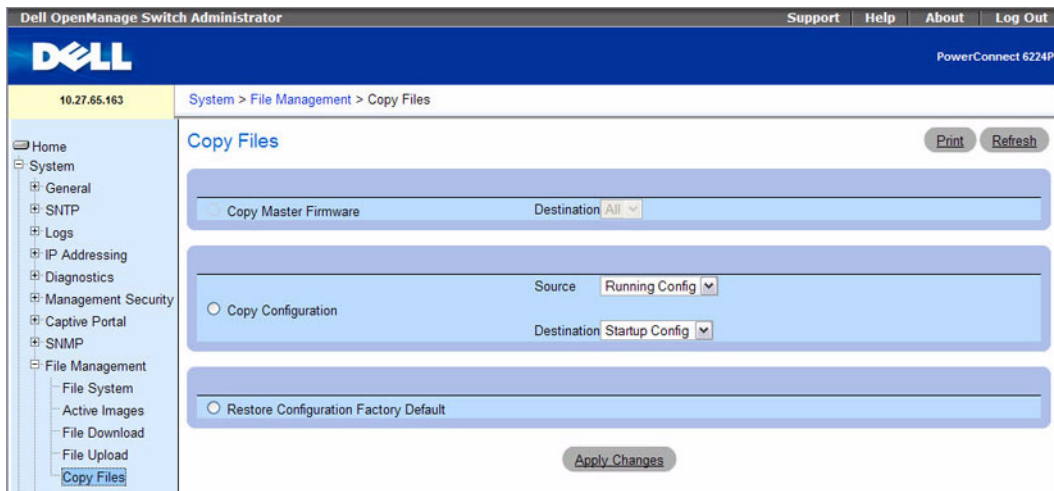 Dell OpenManage Switch Administrator
Support Help About Log Out
DELL
PowerConnect 6224P
10.27.65.163
System > File Management > Copy Files
Home
System
General
SNTP
Logs
IP Addressing
Diagnostics
Management Security
Captive Portal
SNMP
File Management
File System
Active Images
File Download
File Upload
Copy Files
Copy Files
Print Refresh
Copy Master Firmware Destination All
Source Running Config
Copy Configuration
Destination Startup Config
Restore Configuration Factory Default
Apply Changes